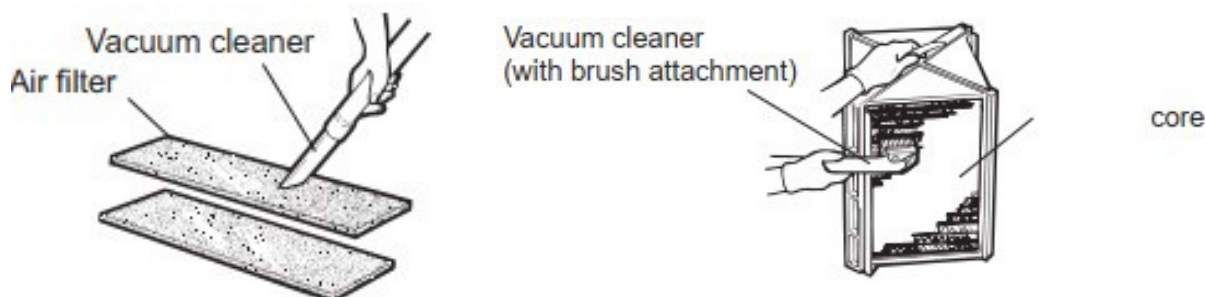 Vacuum cleaner
Air filter
Vacuum cleaner
(with brush attachment)
core